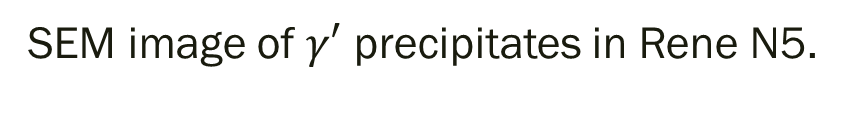 SEM image of γ′ precipitates in Rene N5.